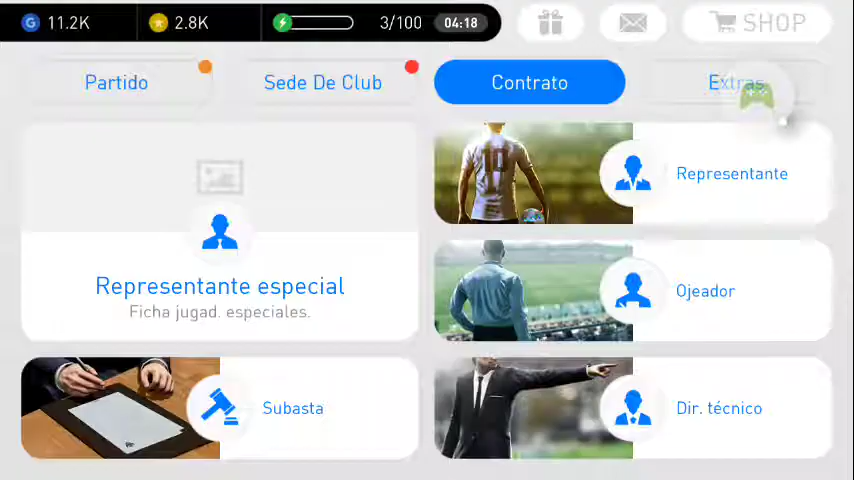 G 11.2K 2.8K 3/100 04:18 SHOP
Partido Sede De Club Contrato Extras
10
Representante
Representante especial
Ficha jugad. especiales.
Ojeador
Subasta
Dir. técnico